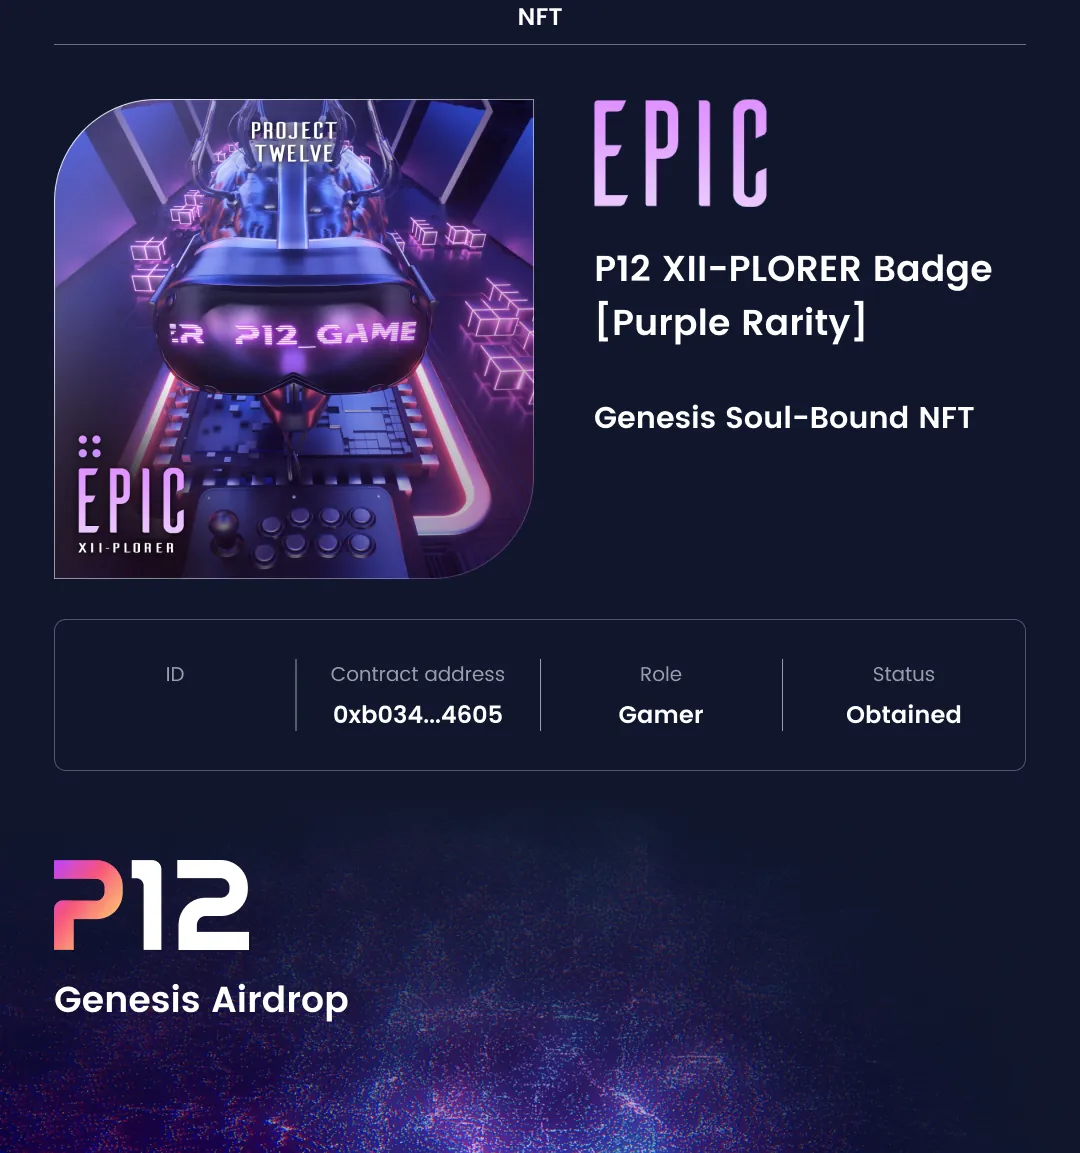 NFT
PROJECT
TWELVE
ER P12_GAME
EPIC
XII-PLORER
EPIC
P12 XII-PLORER Badge
[Purple Rarity]
Genesis Soul-Bound NFT
ID
Contract address
0xb034...4605
Role
Gamer
Status
Obtained
P12
Genesis Airdrop